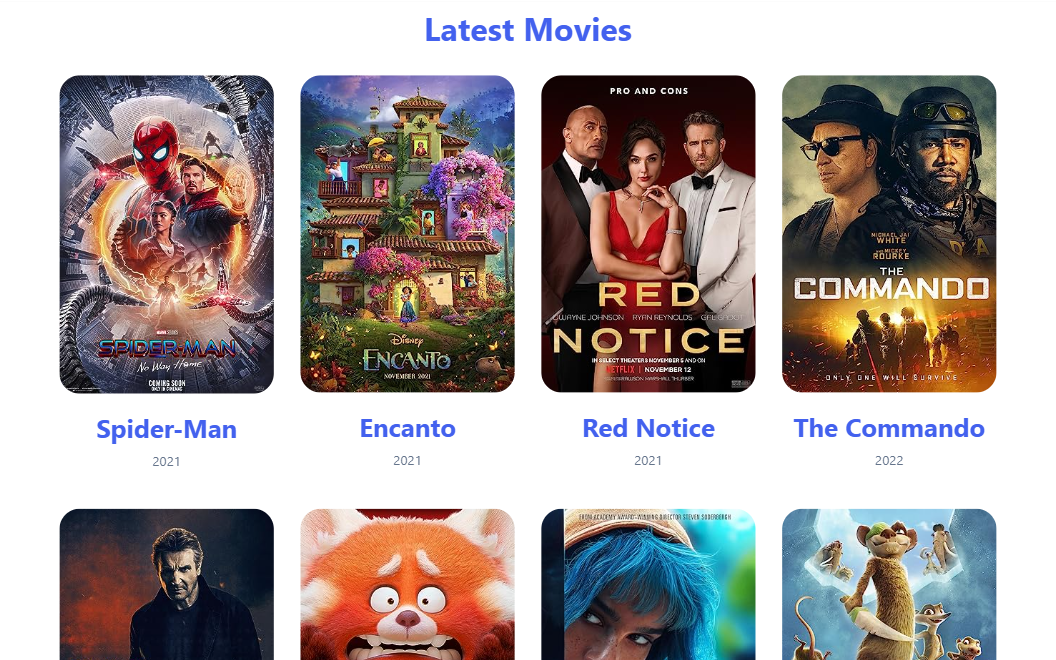 Latest Movies
PRO AND CONS
MICHAEL JAI
WHITE
AND MICKEY
ROURKE
THE
COMMANDO
RED
DWAYNE JOHNSON RYAN REYNOLDS GAL GADOT
NOTICE
MARVEL STUDIOS
SPIDER-MAN
No Way Home
COMING SOON
ONLY IN CINEMAS
Disney
ENCANTO
NOVEMBER 2021
IN SELECT THEATERS NOVEMBER 5 AND ON
NETFLIX | NOVEMBER 12
ONLY ONE WILL SURVIVE
Spider-Man
Encanto
Red Notice
The Commando
2021
2021
2021
2022
FROM ACADEMY AWARD-WINNING DIRECTOR STEVEN SODERBERGH